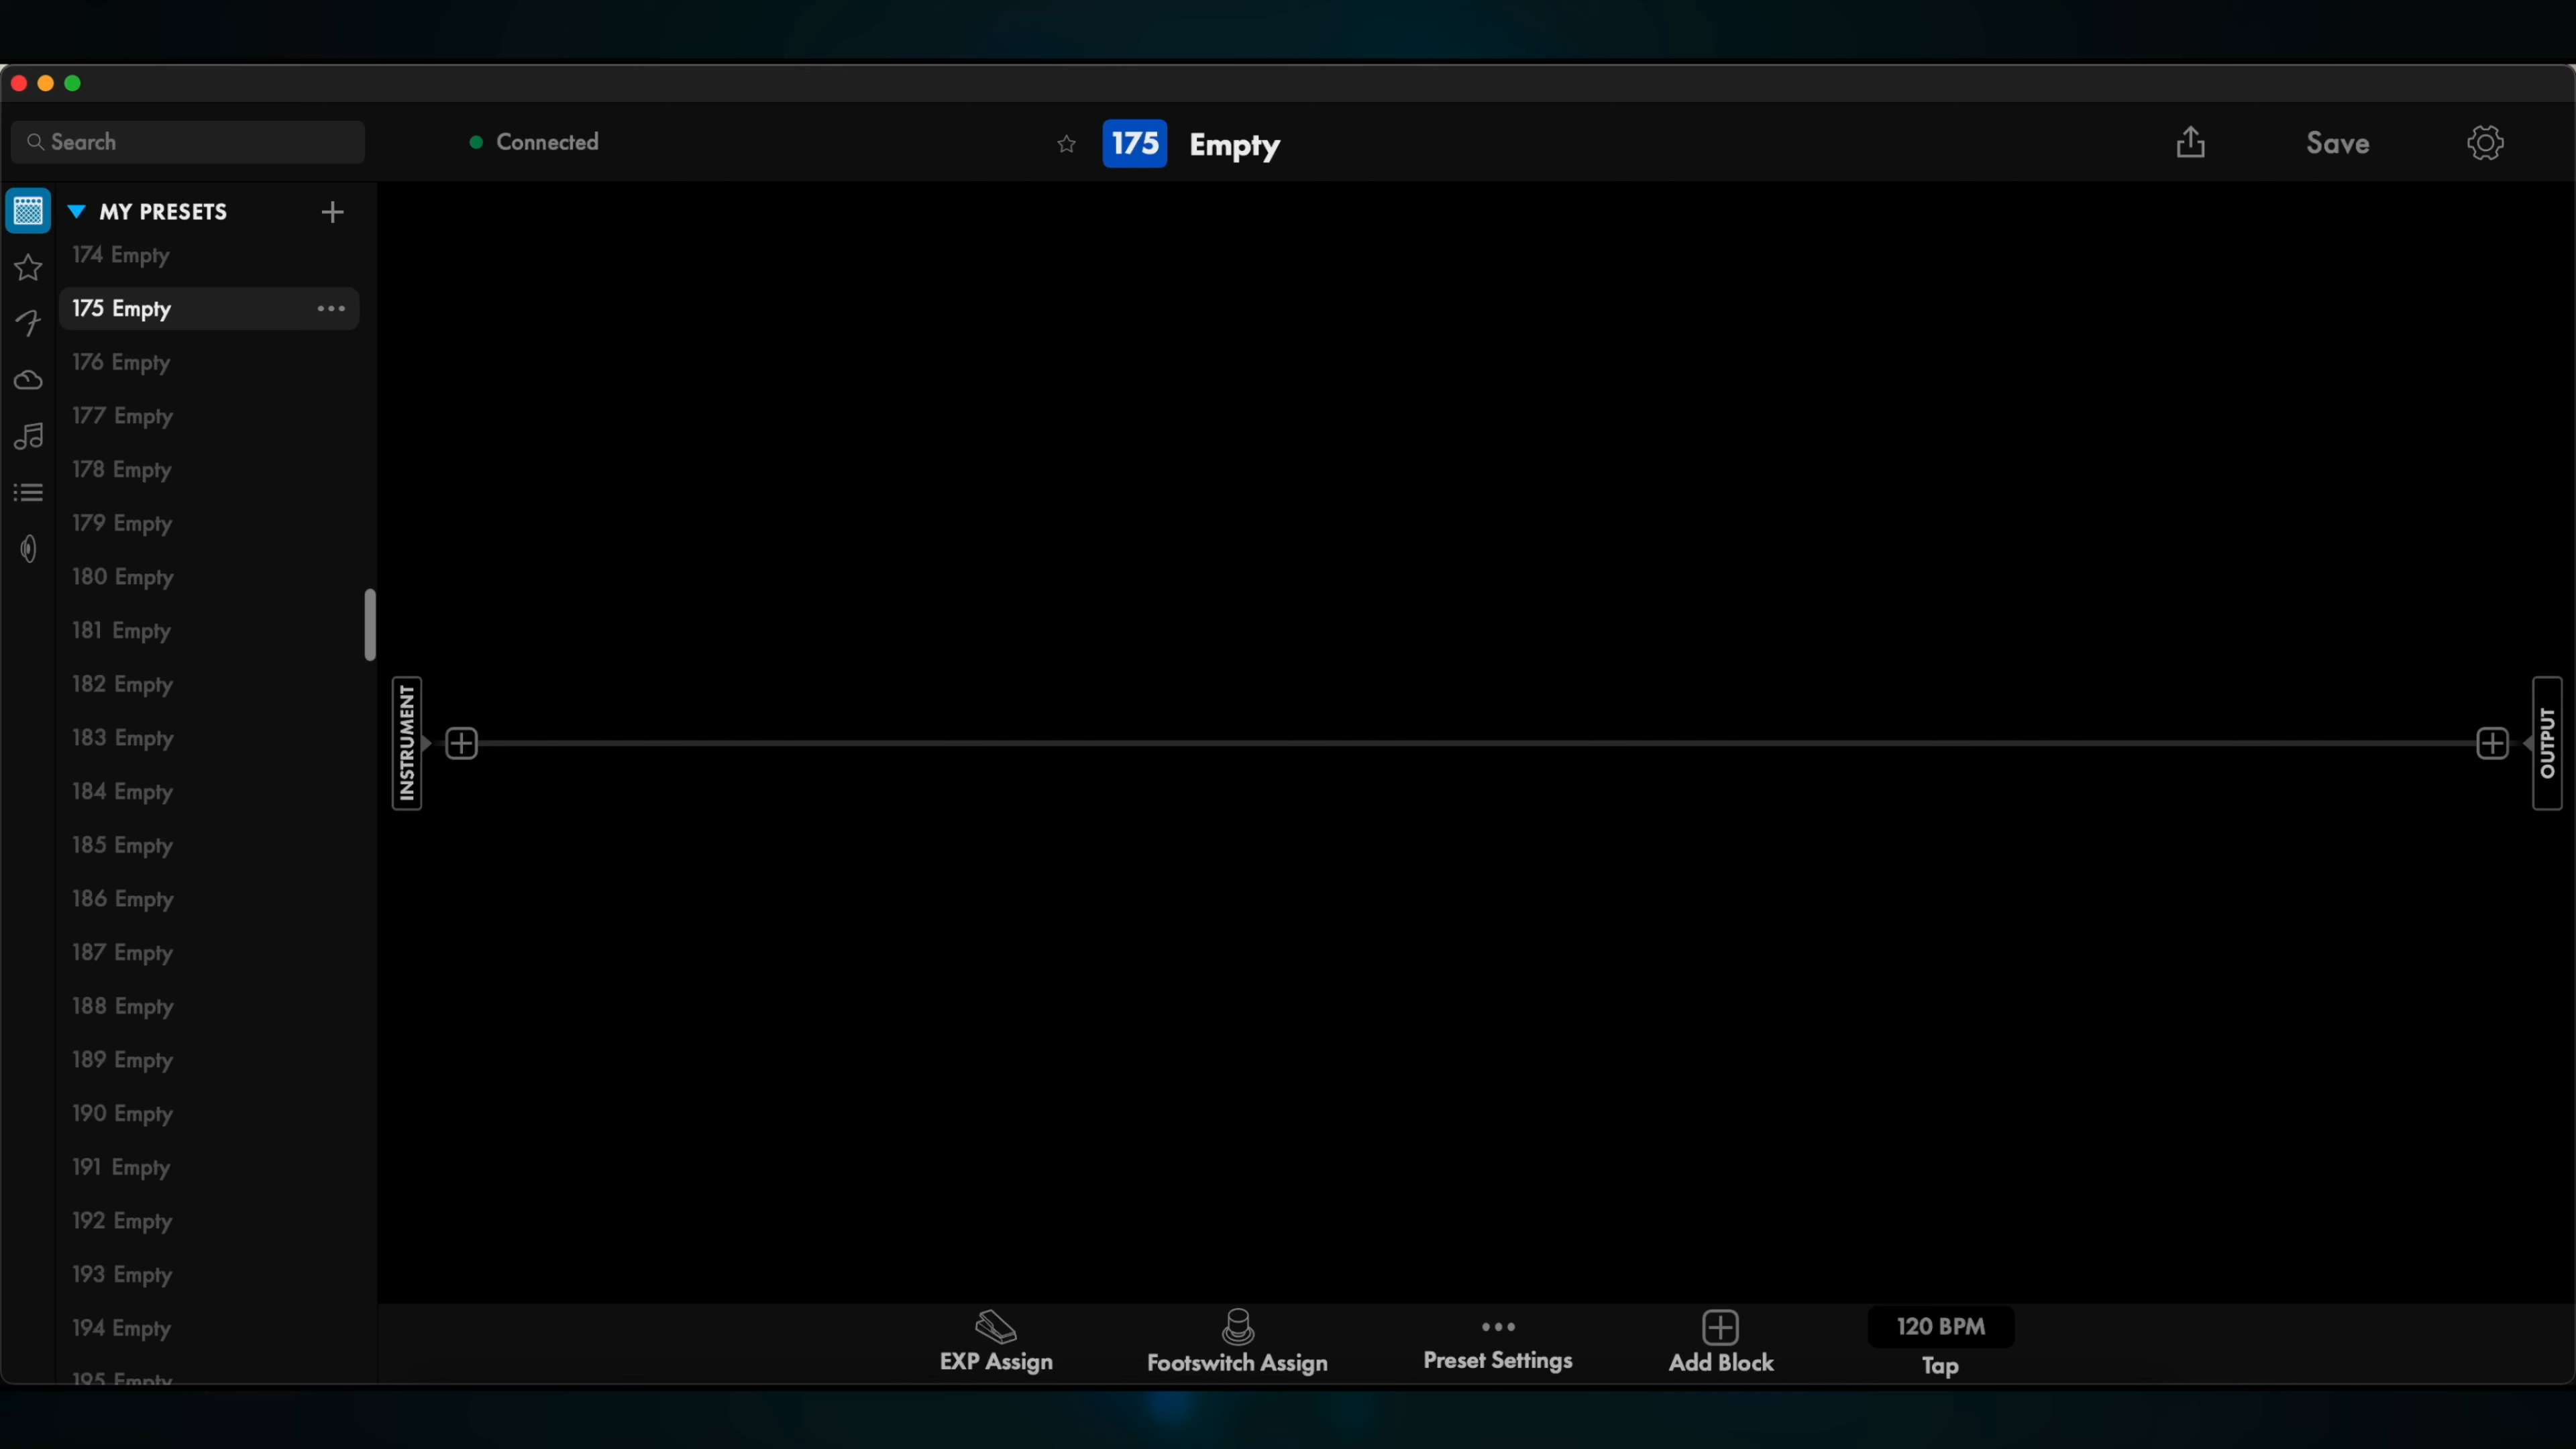 Search
Connected
175 Empty
Save
MY PRESETS
174 Empty
175 Empty
176 Empty
177 Empty
178 Empty
179 Empty
180 Empty
181 Empty
182 Empty
183 Empty
184 Empty
185 Empty
186 Empty
187 Empty
188 Empty
189 Empty
190 Empty
191 Empty
192 Empty
193 Empty
194 Empty
195 Empty
INSTRUMENT
OUTPUT
EXP Assign
Footswitch Assign
Preset Settings
Add Block
120 BPM
Tap